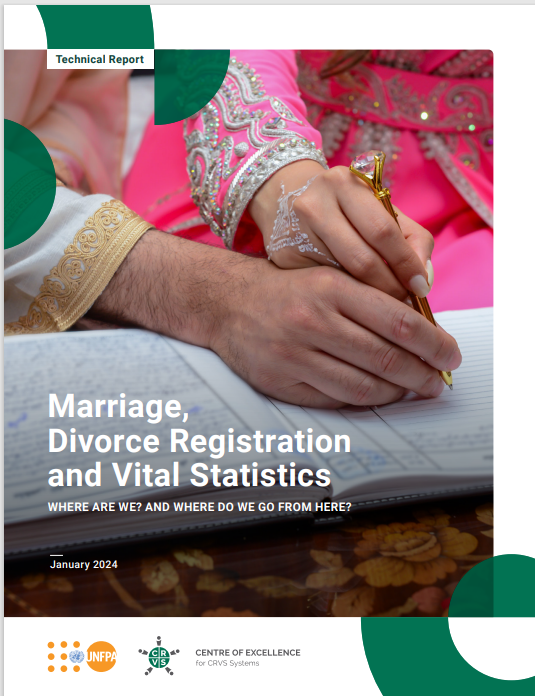 Technical Report
Marriage,
Divorce Registration
and Vital Statistics
WHERE ARE WE? AND WHERE DO WE GO FROM HERE?
January 2024
UNFPA
CRVS
CENTRE OF EXCELLENCE
for CRVS Systems